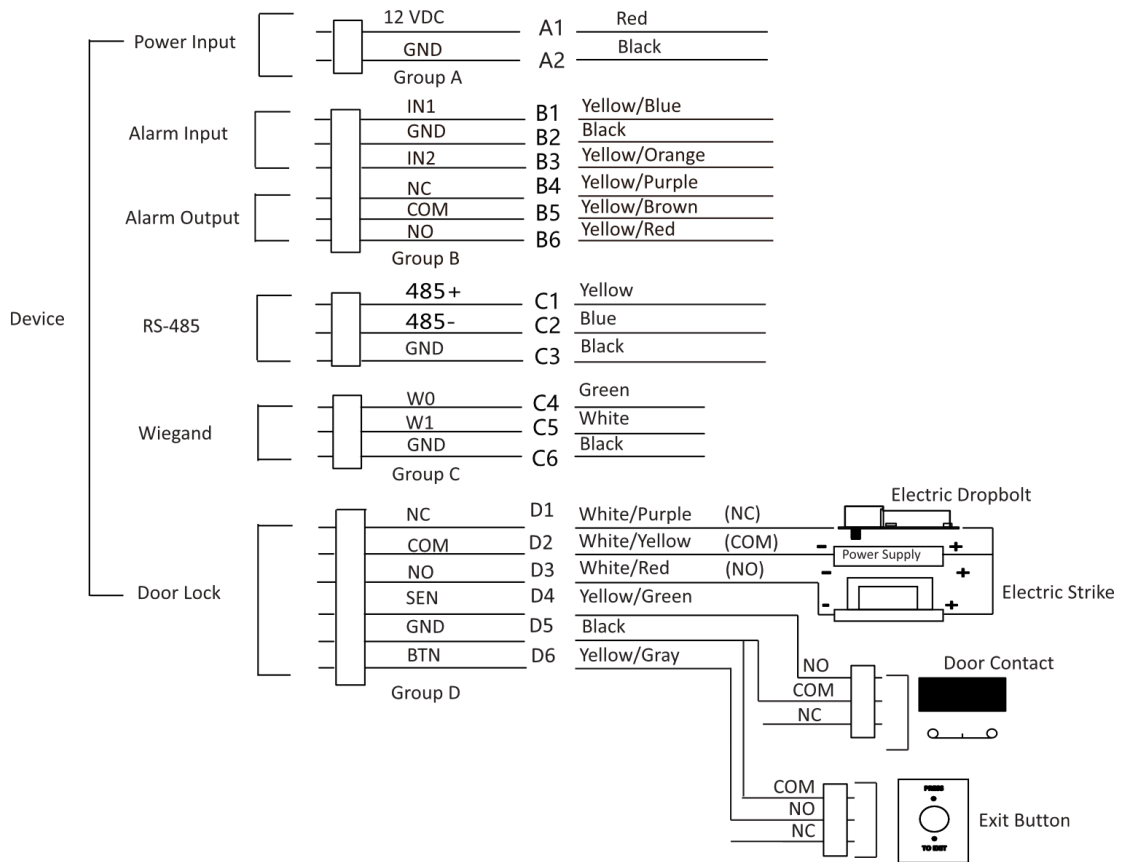 12 VDC A1 Red
Power Input
GND A2 Black
Group A
IN1 B1 Yellow/Blue
Alarm Input GND B2 Black
IN2 B3 Yellow/Orange
NC B4 Yellow/Purple
Alarm Output COM B5 Yellow/Brown
NO B6 Yellow/Red
Group B
485+ C1 Yellow
Device RS-485 485- C2 Blue
GND C3 Black
W0 C4 Green
Wiegand W1 C5 White
GND C6 Black
Group C
Electric Dropbolt
NC D1 White/Purple (NC)
COM D2 White/Yellow (COM) - Power Supply +
NO D3 White/Red (NO) - +
Door Lock SEN D4 Yellow/Green - + Electric Strike
GND D5 Black
BTN D6 Yellow/Gray
Group D
NO Door Contact
COM
NC
COM PRESS
NO Exit Button
NC TO EXIT